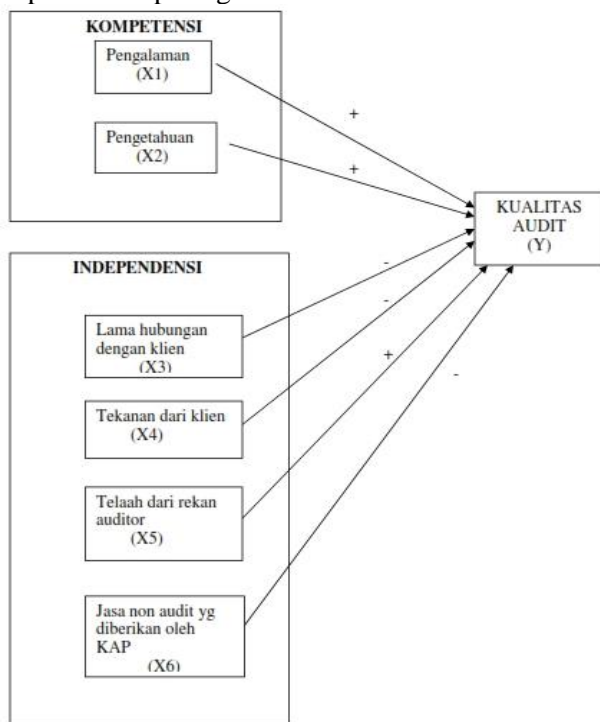 KOMPETENSI
Pengalaman
(X1)
Pengetahuan
(X2)
+
+
KUALITAS
AUDIT
(Y)
INDEPENDENSI
Lama hubungan
dengan klien
(X3)
-
Tekanan dari klien
(X4)
-
Telaah dari rekan
auditor
(X5)
+
Jasa non audit yg
diberikan oleh
KAP
(X6)
-